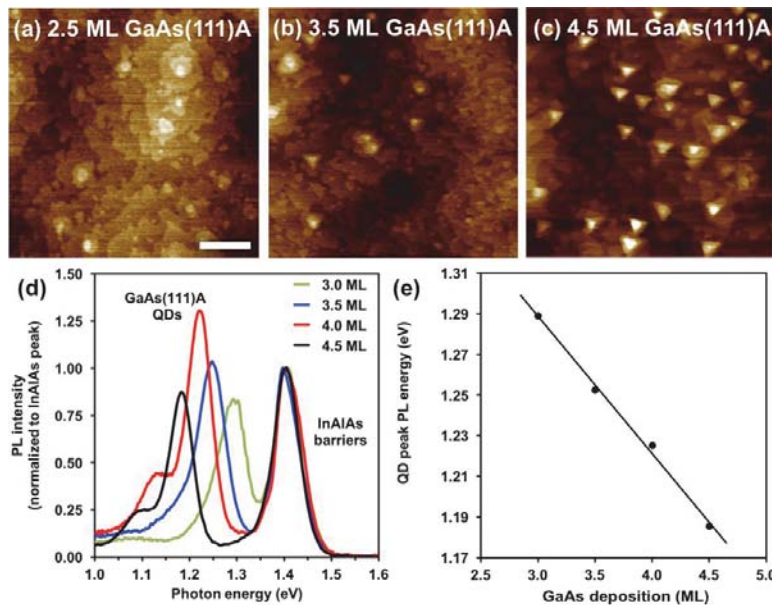 (a) 2.5 ML GaAs(111)A
(b) 3.5 ML GaAs(111)A
(c) 4.5 ML GaAs(111)A
(d)
GaAs(111)A
QDs
3.0 ML
3.5 ML
4.0 ML
4.5 ML
InAlAs
barriers
PL intensity
(normalized to InAlAs peak)
1.50
1.25
1.00
0.75
0.50
0.25
0.00
1.0 1.1 1.2 1.3 1.4 1.5 1.6
Photon energy (eV)
(e)
QD peak PL energy (eV)
1.31
1.29
1.27
1.25
1.23
1.21
1.19
1.17
2.5 3.0 3.5 4.0 4.5 5.0
GaAs deposition (ML)